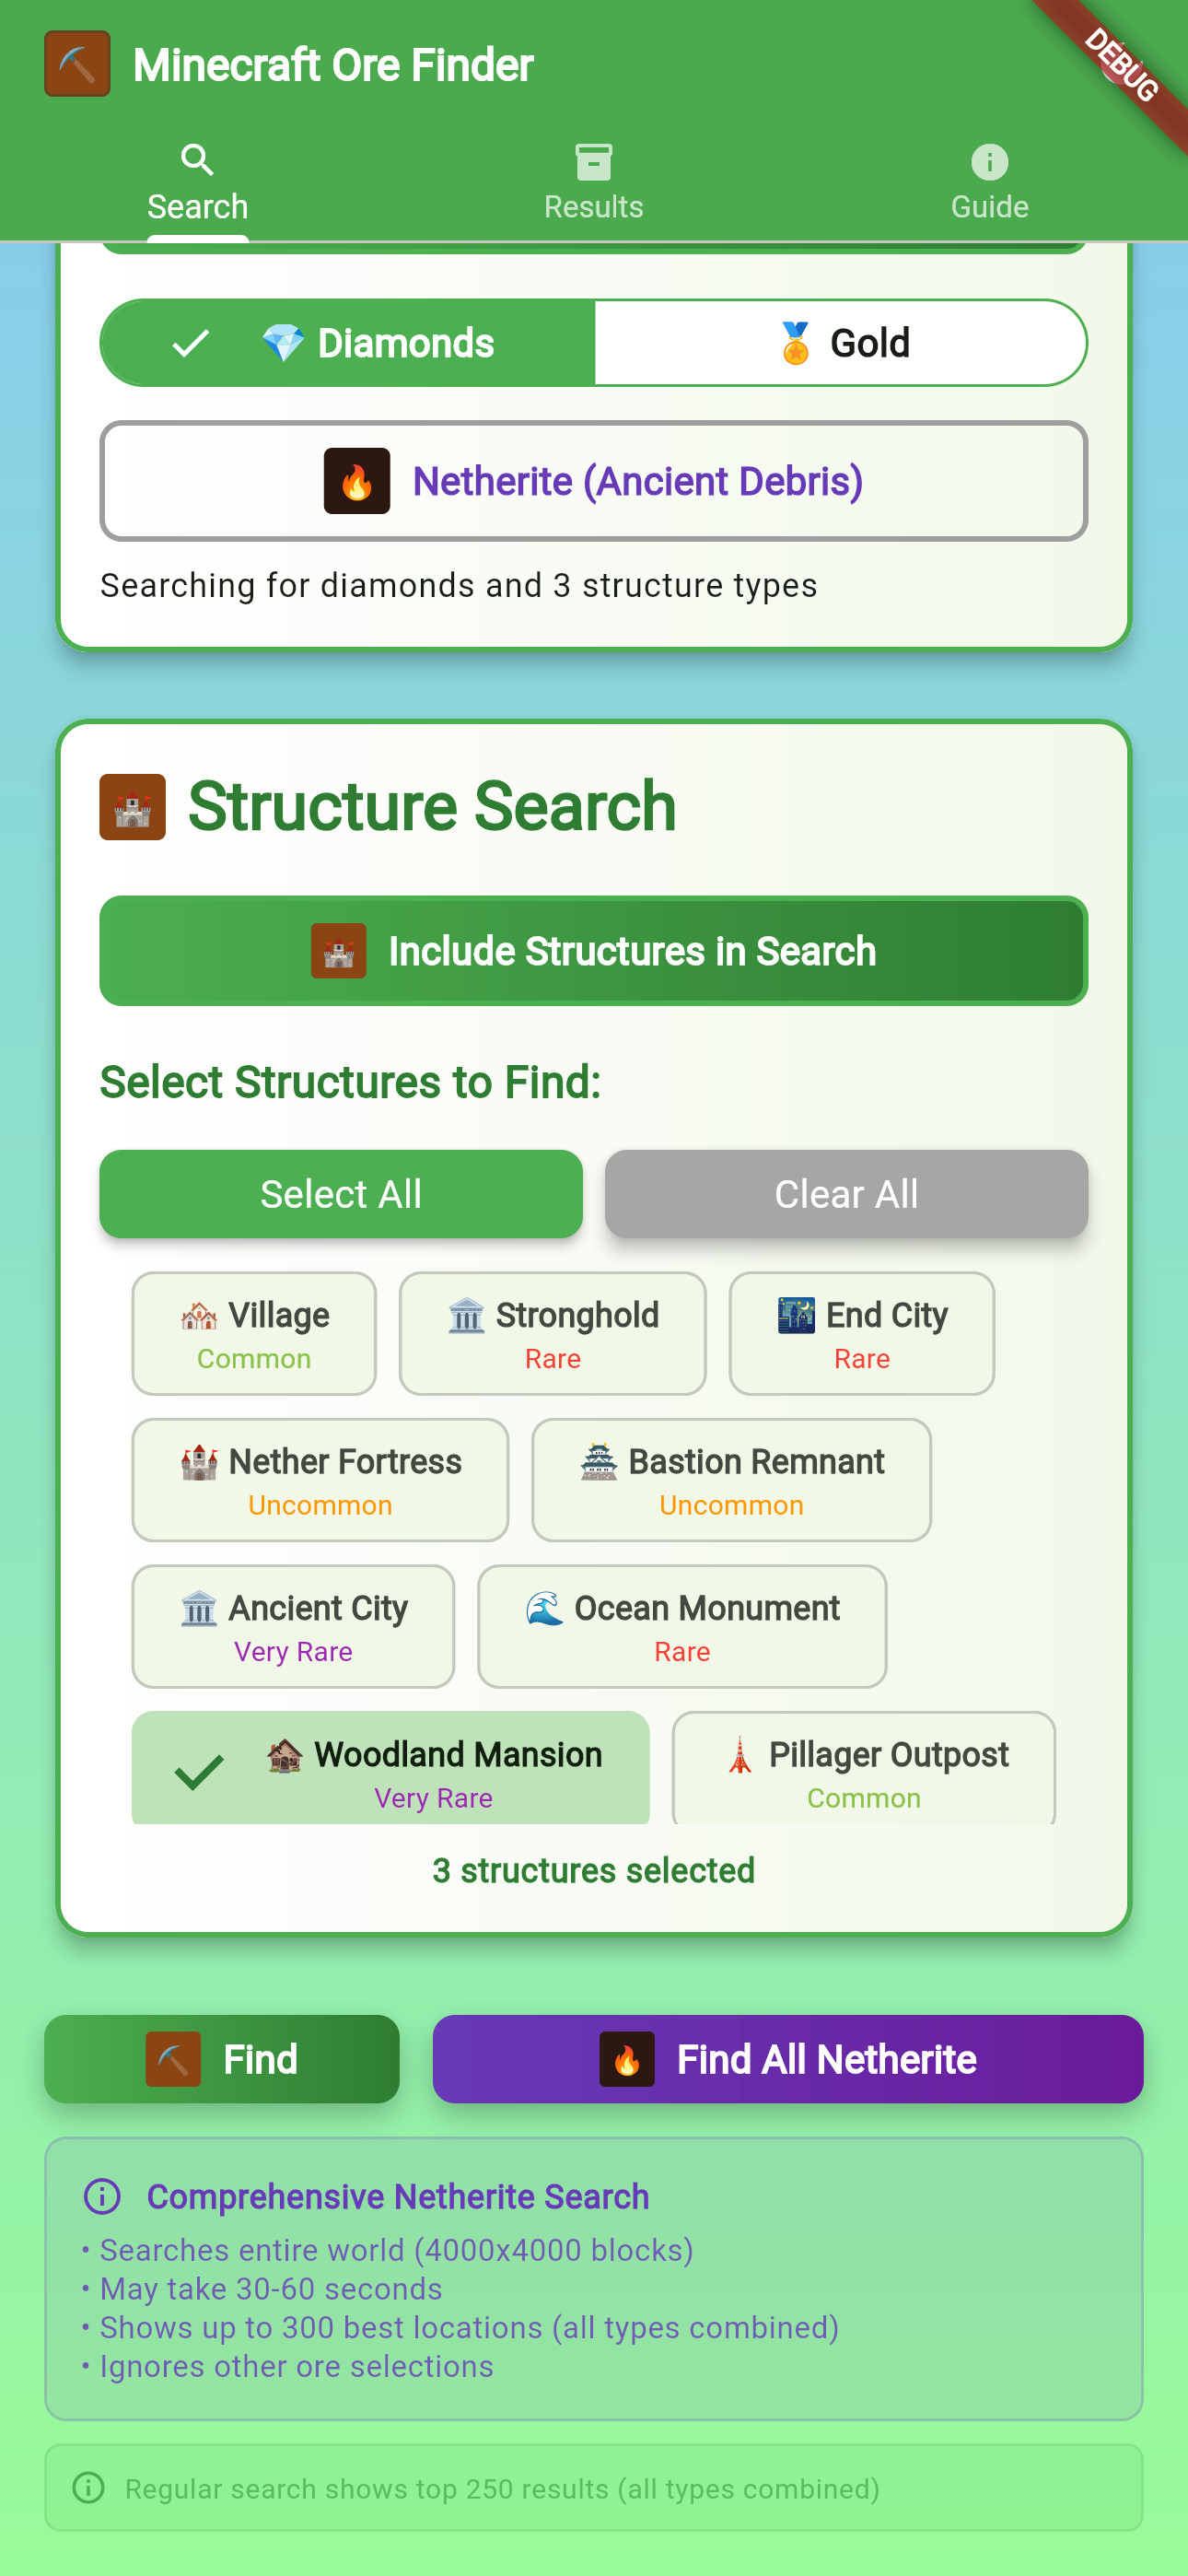 Minecraft Ore Finder
DEBUG
Search
Results
Guide
Diamonds
Gold
Netherite (Ancient Debris)
Searching for diamonds and 3 structure types
Structure Search
Include Structures in Search
Select Structures to Find:
Select All
Clear All
Village
Common
Stronghold
Rare
End City
Rare
Nether Fortress
Uncommon
Bastion Remnant
Uncommon
Ancient City
Very Rare
Ocean Monument
Rare
Woodland Mansion
Very Rare
Pillager Outpost
Common
3 structures selected
Find
Find All Netherite
Comprehensive Netherite Search
• Searches entire world (4000x4000 blocks)
• May take 30-60 seconds
• Shows up to 300 best locations (all types combined)
• Ignores other ore selections
Regular search shows top 250 results (all types combined)